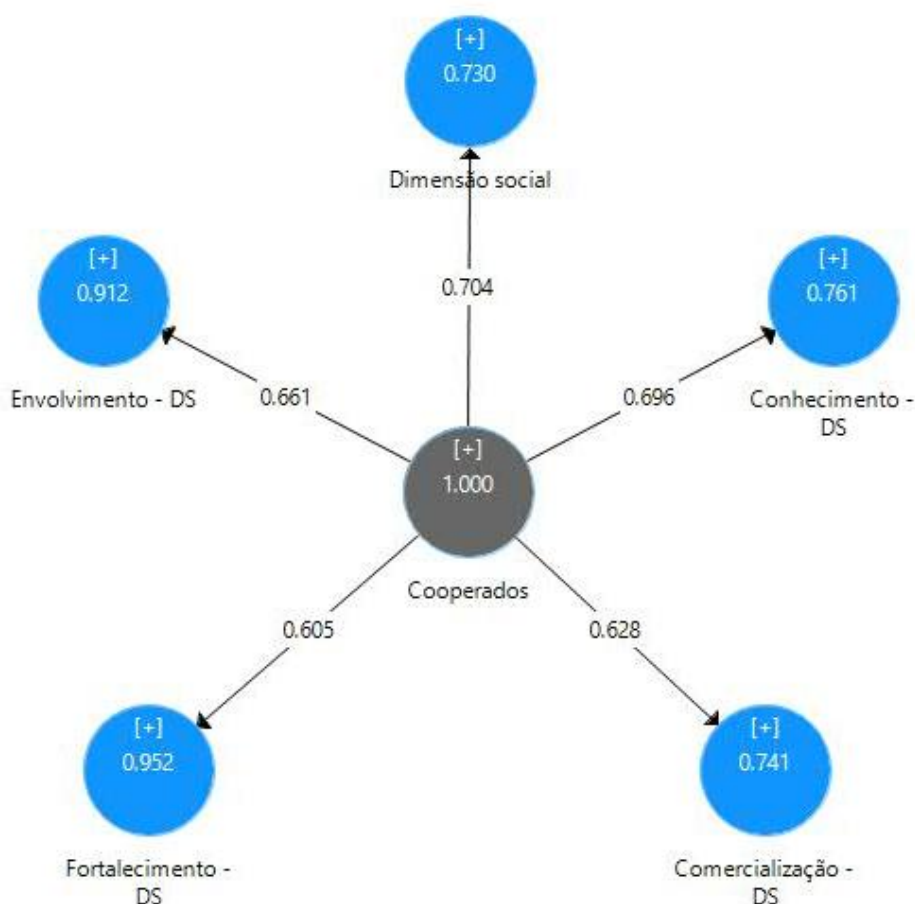 [+]
0.730
Dimensão social
[+]
0.912
Envolvimento - DS
[+]
0.761
Conhecimento -
DS
0.704
0.661
0.696
[+]
1.000
Cooperados
0.605
0.628
[+]
0.952
Fortalecimento -
DS
[+]
0.741
Comercialização -
DS